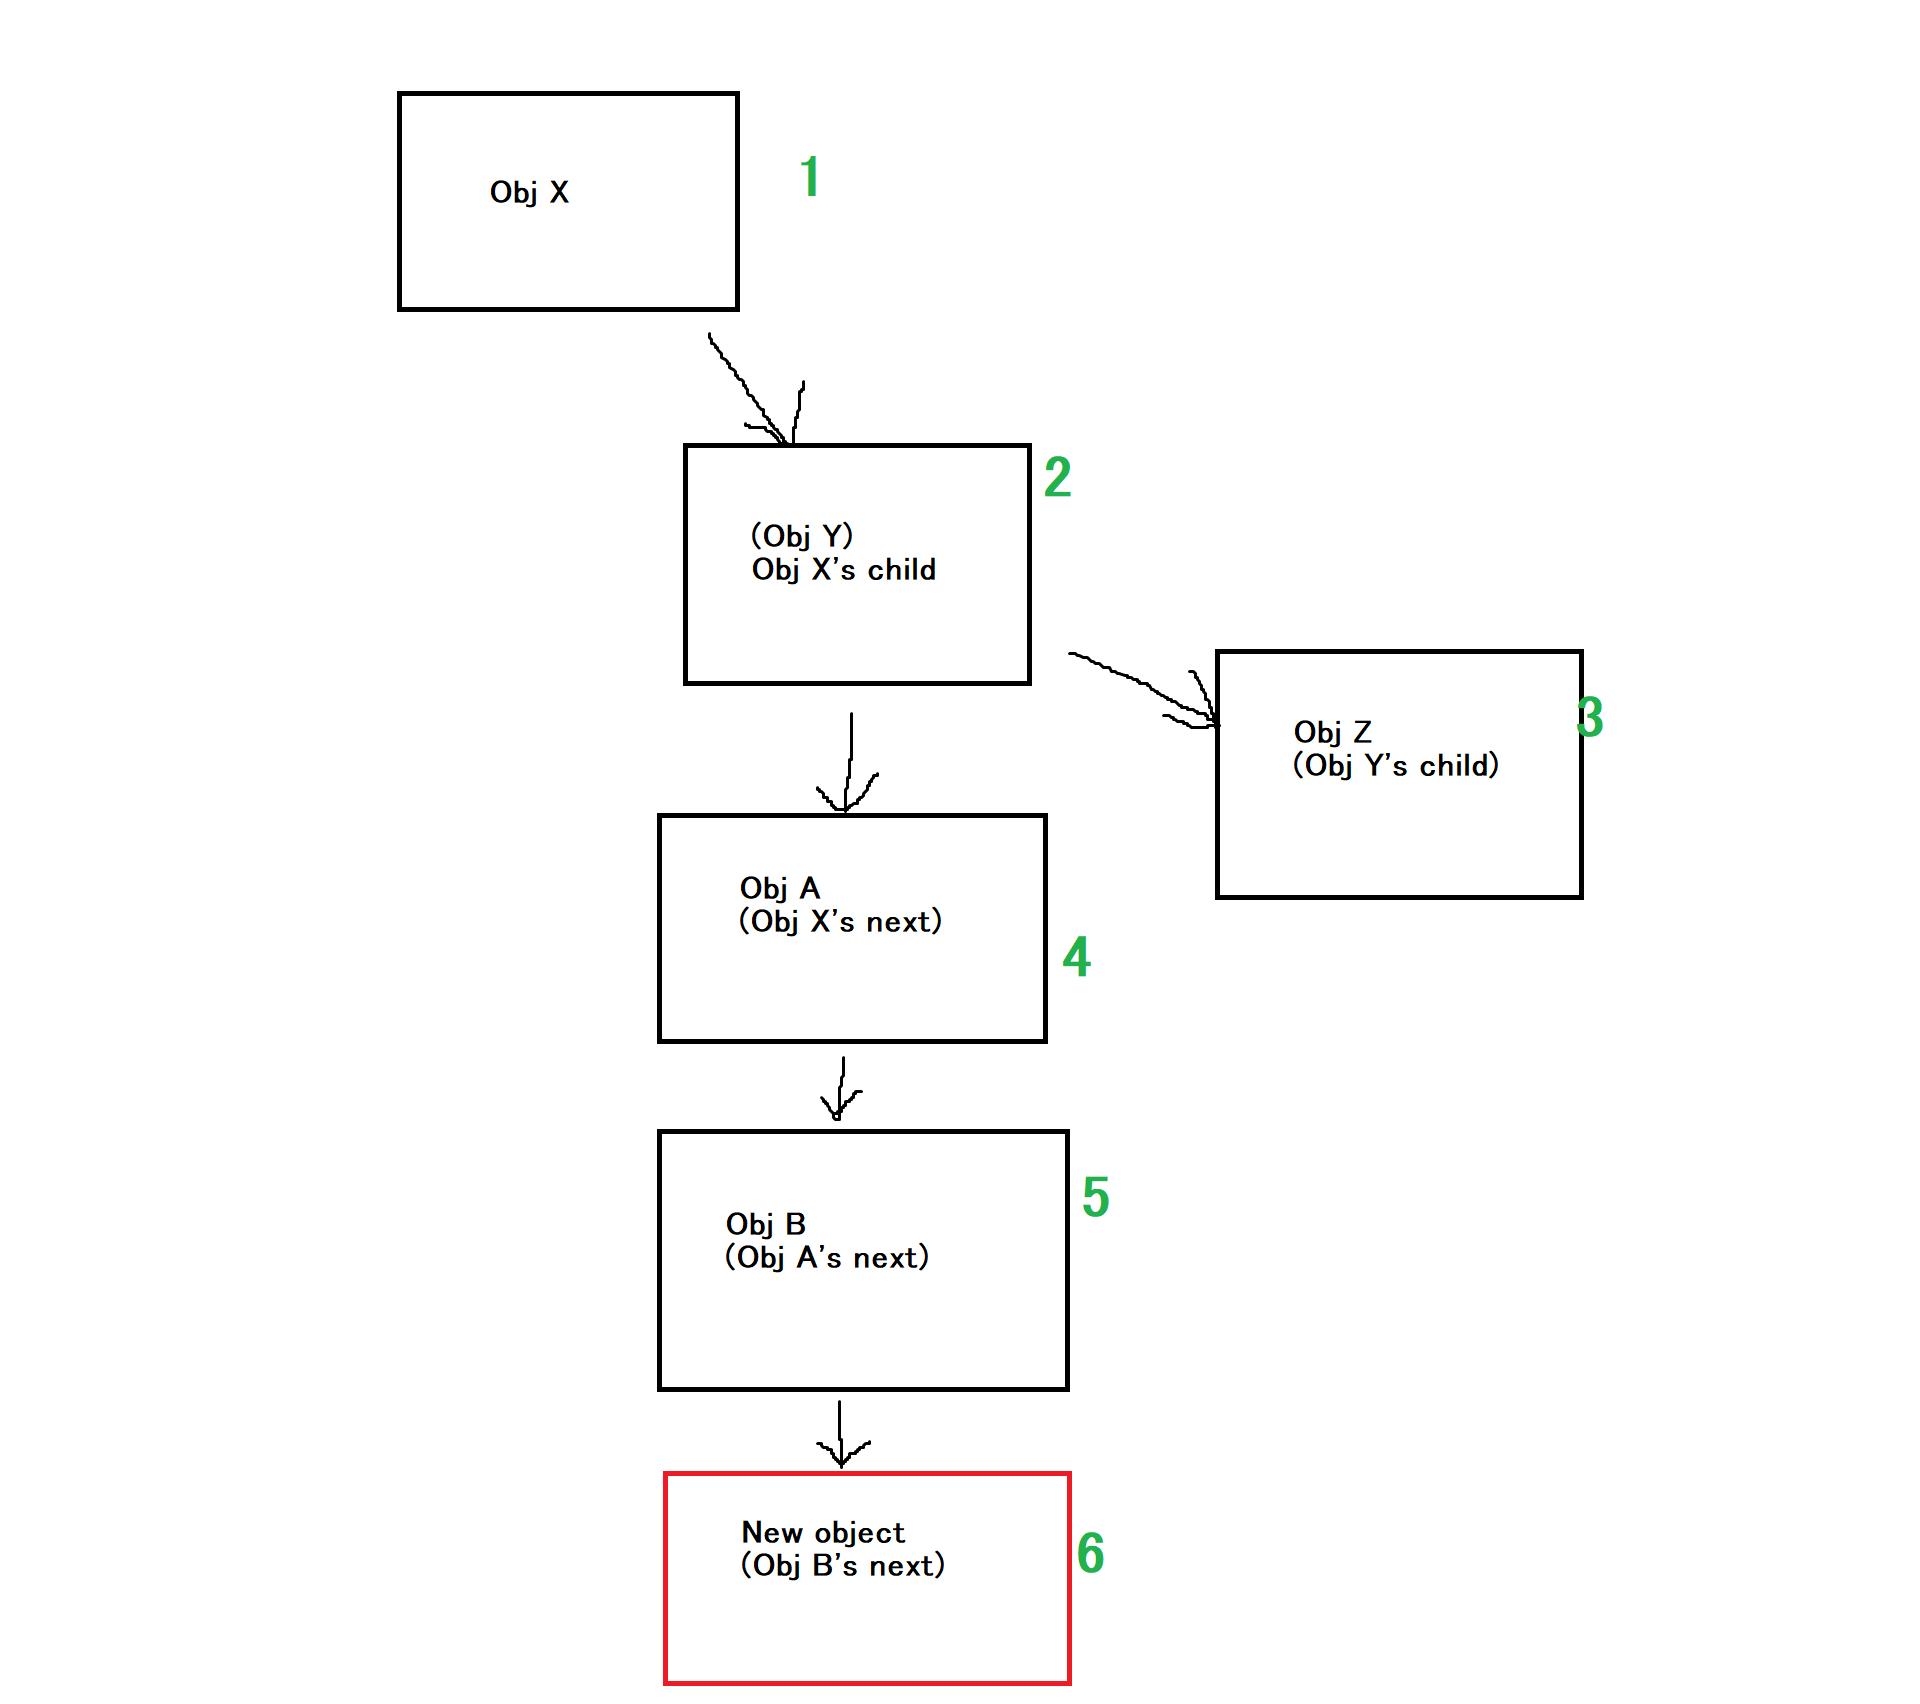 Obj X
1
2
(Obj Y)
Obj X's child
3
Obj Z
(Obj Y's child)
Obj A
(Obj X's next)
4
5
Obj B
(Obj A's next)
New object
(Obj B's next)
6